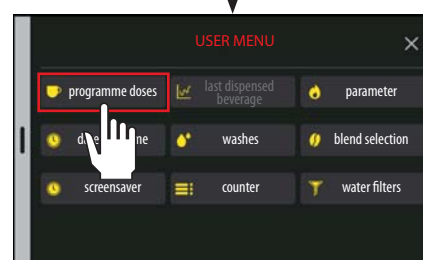 USER MENU
programme doses
last dispensed
beverage
parameter
washes
blend selection
screensaver
counter
water filters